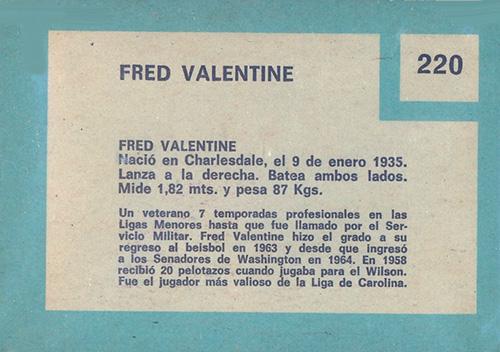 220
FRED VALENTINE
FRED VALENTINE
Nació en Charlesdale, el 9 de enero 1935.
Lanza a la derecha. Batea ambos lados.
Mide 1,82 mts. y pesa 87 Kgs.
Un veterano 7 temporadas profesionales en las
Ligas Menores hasta que fue llamado por el Ser-
vicio Militar. Fred Valentine hizo el grado a su
regreso al beisbol en 1963 y desde que ingresó
a los Senadores de Washington en 1964. En 1958
recibió 20 pelotazos cuando jugaba para el Wilson.
Fue el jugador más valioso de la Liga de Carolina.